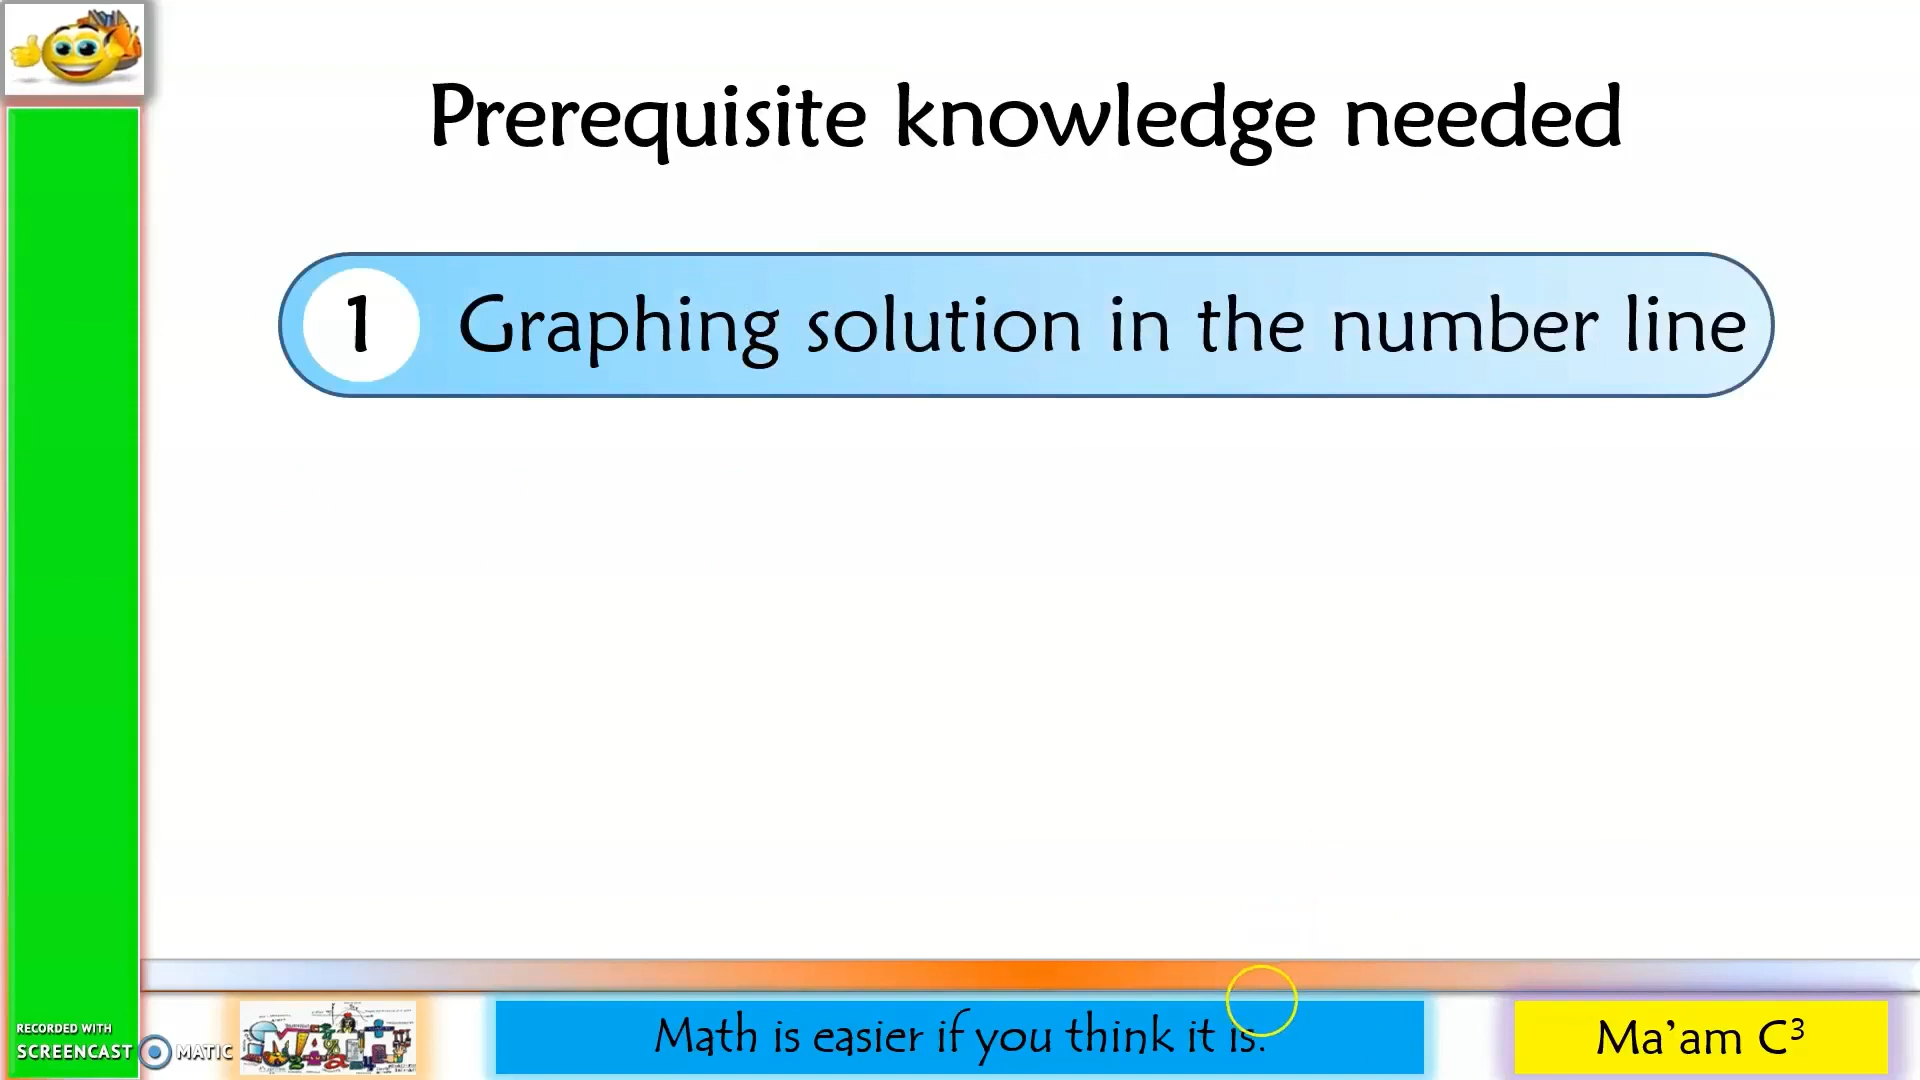 Prerequisite knowledge needed
1 Graphing solution in the number line
RECORDED WITH
SCREENCAST MATIC
MATH
Math is easier if you think it is.
Ma’am C³